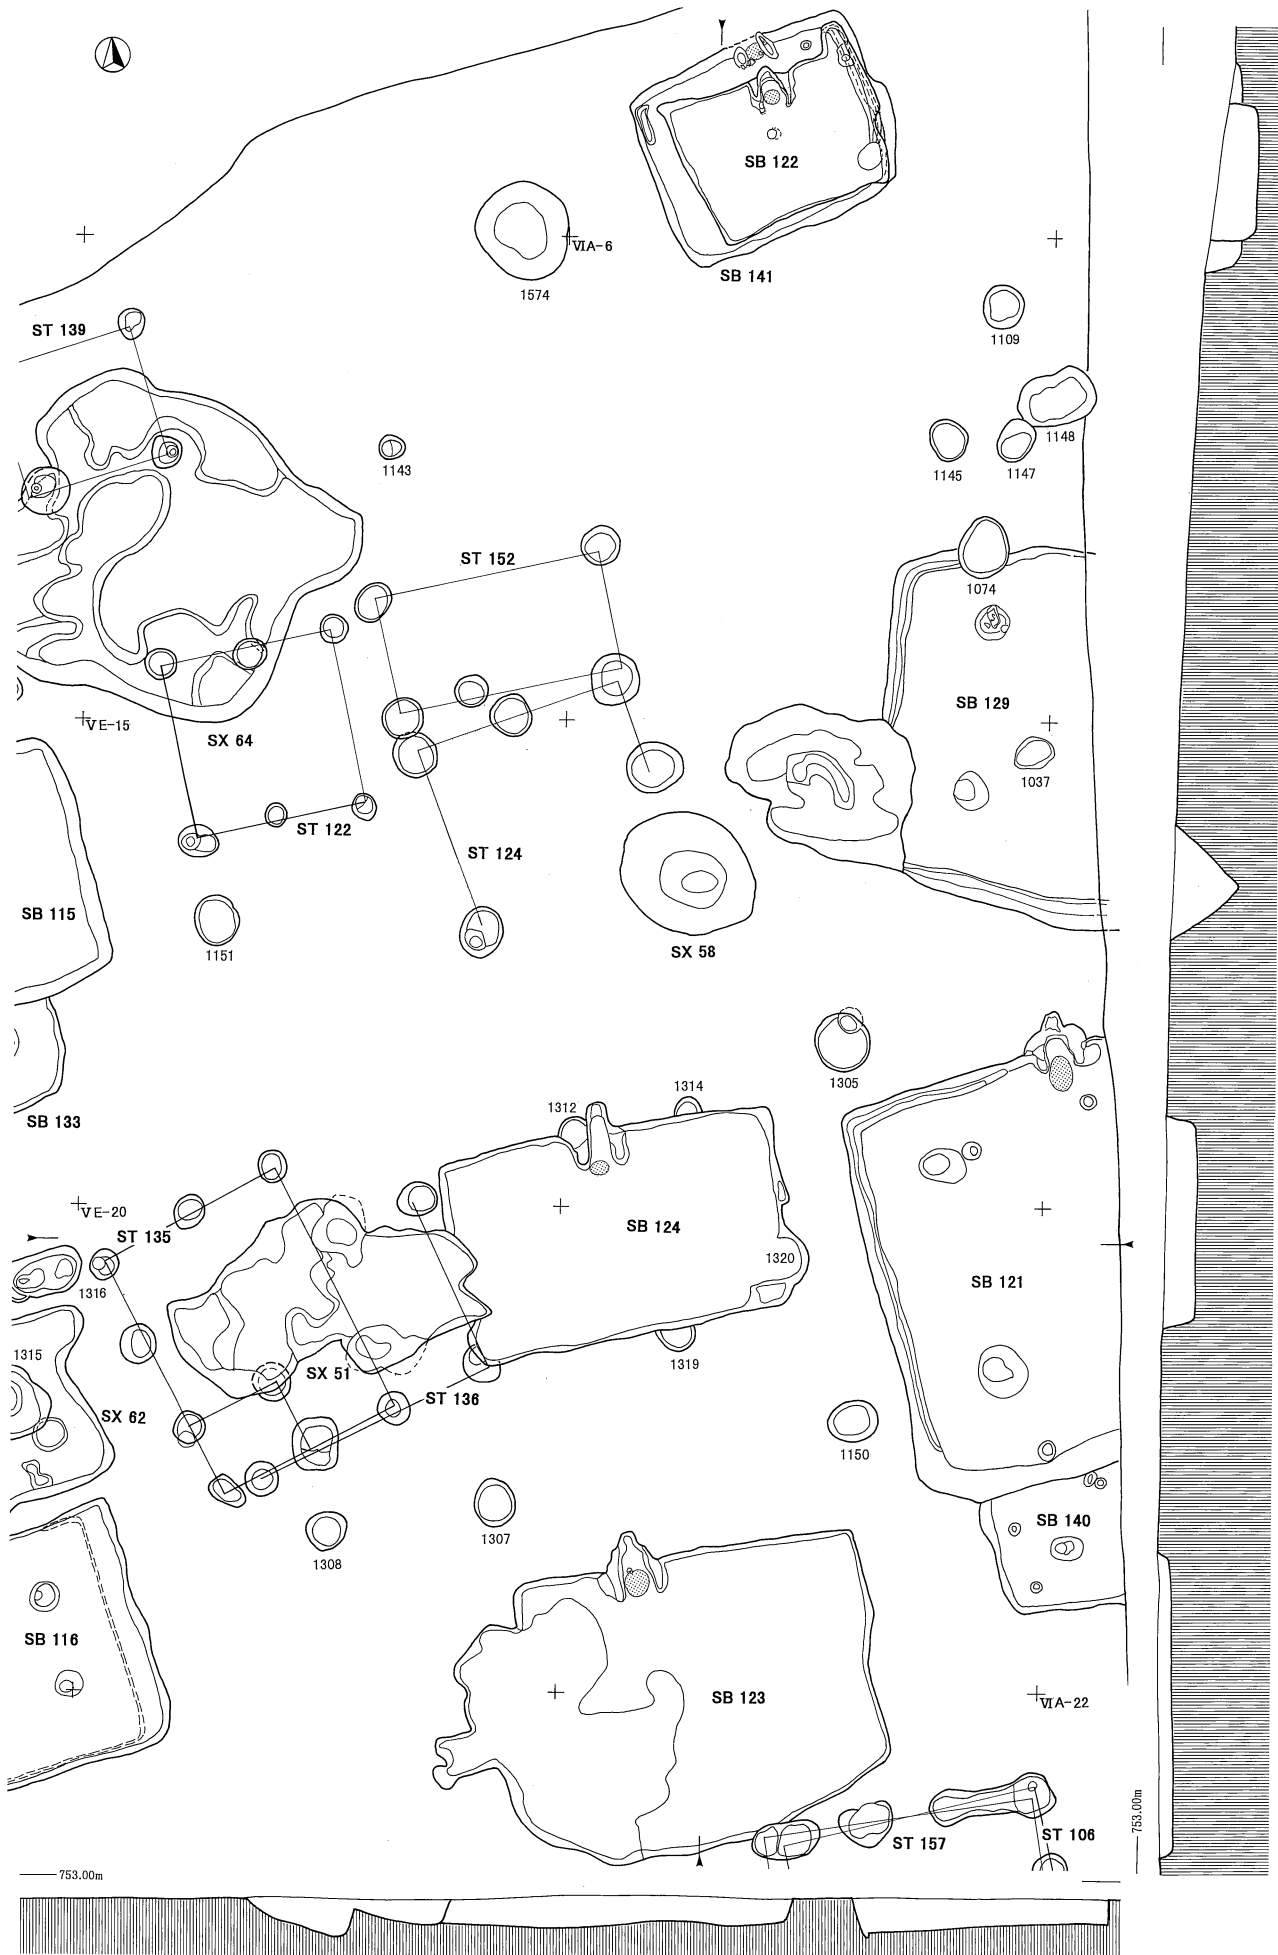 SB 122
VIA-6
SB 141
1574
1109
ST 139
1148
1143
1145
1147
ST 152
1074
SB 129
VE-15
SX 64
1037
ST 122
ST 124
SB 115
1151
SX 58
1305
1314
1312
SB 133
VE-20
SB 124
ST 135
1320
SB 121
1316
1319
1315
SX 51
ST 136
SX 62
1150
SB 140
1307
1308
SB 116
SB 123
VIA-22
ST 106
ST 157
753.00m
753.00m